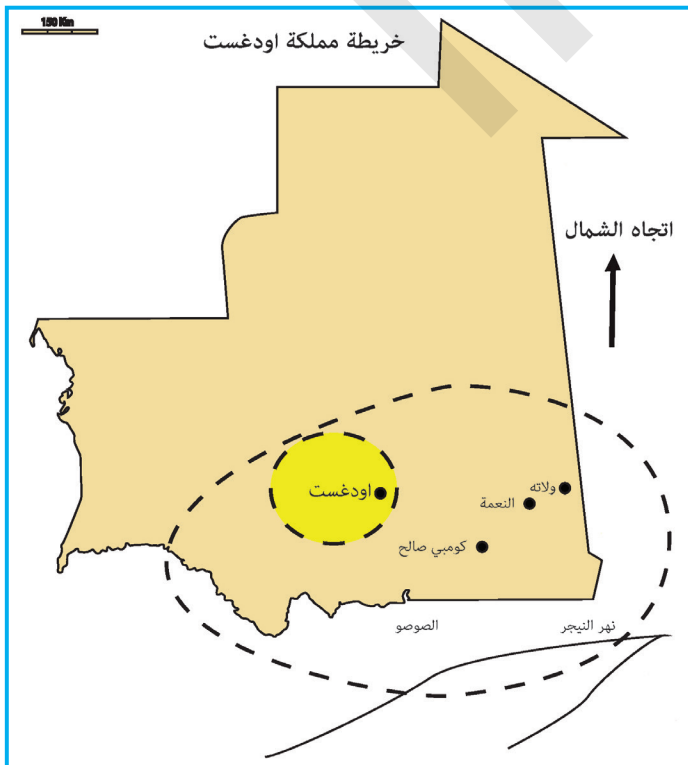 150 Km
خريطة مملكة اودغست
اتجاه الشمال
اودغست
ولاته
النعمة
كومبي صالح
الصوصو
نهر النيجر